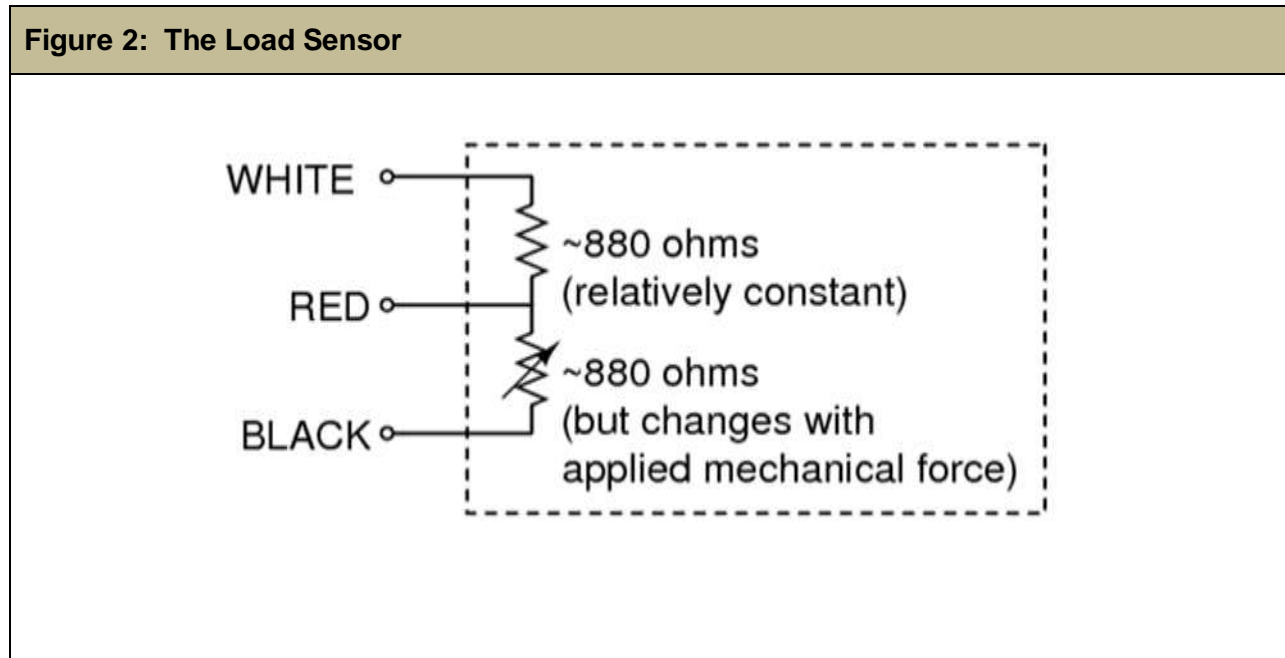 Figure 2: The Load Sensor
WHITE
~880 ohms
(relatively constant)
RED
~880 ohms
(but changes with
applied mechanical force)
BLACK